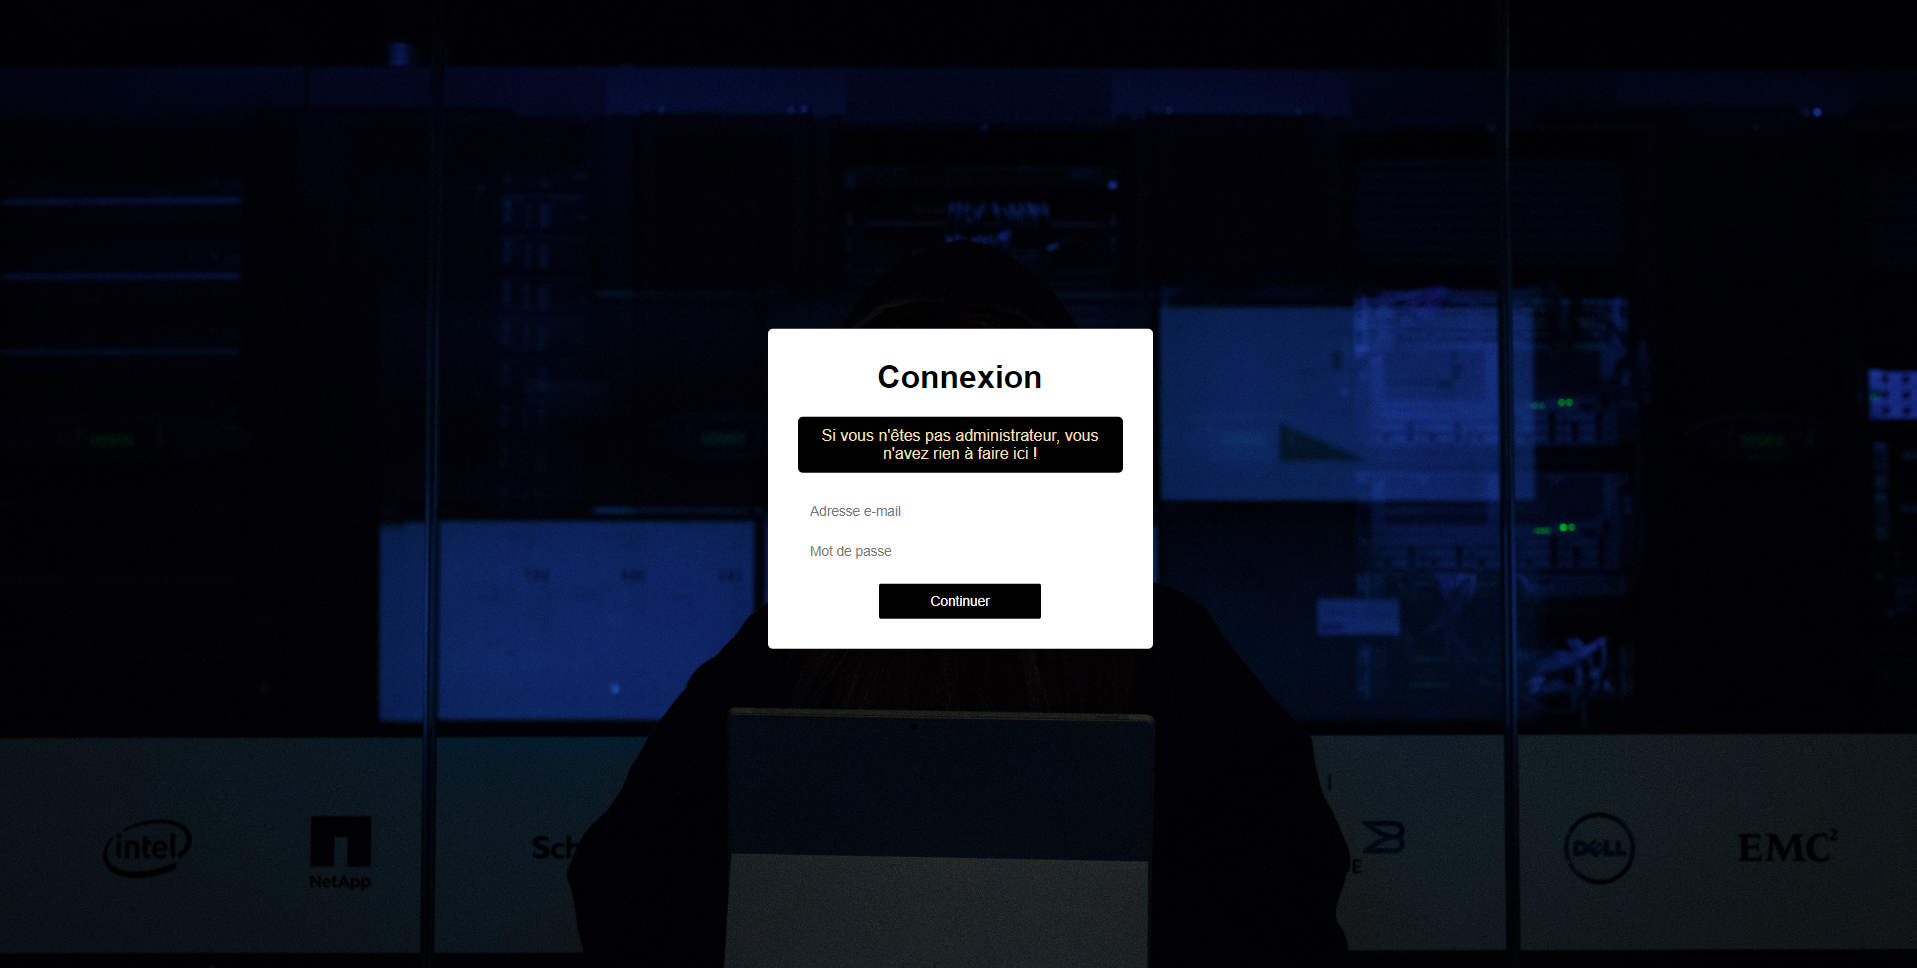 Connexion
Si vous n'êtes pas administrateur, vous
n'avez rien à faire ici !
Adresse e-mail
Mot de passe
Continuer
intel
NetApp
Sch
DELL
EMC²